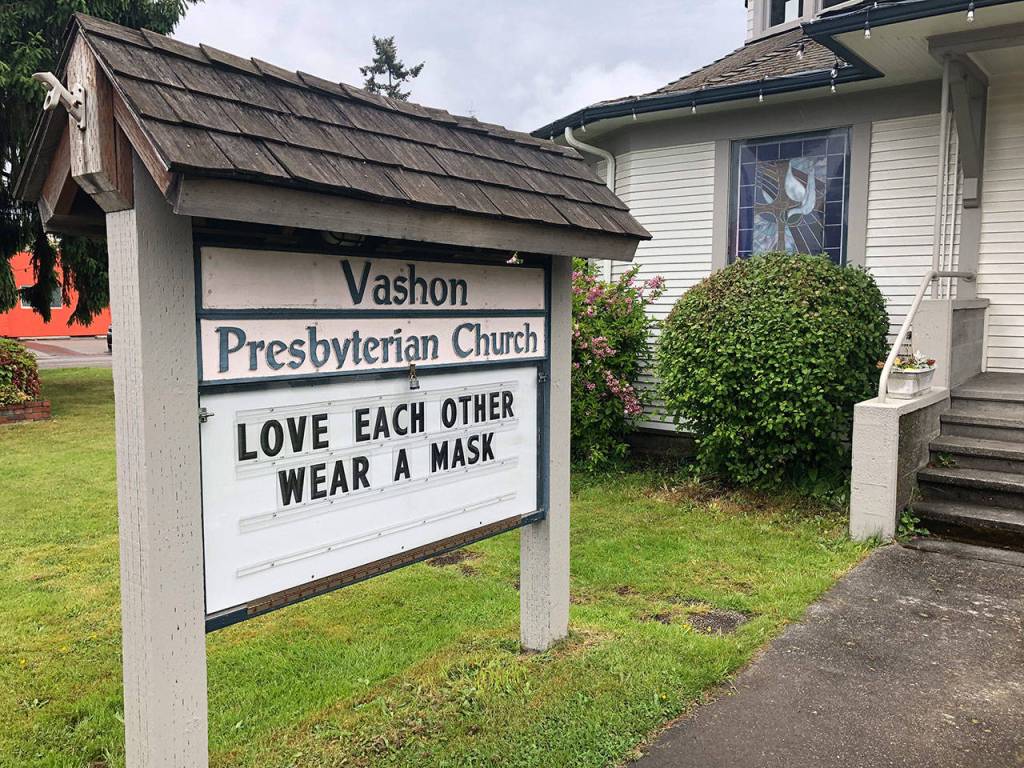 Vashon
Presbyterian Church
LOVE EACH OTHER
WEAR A MASK